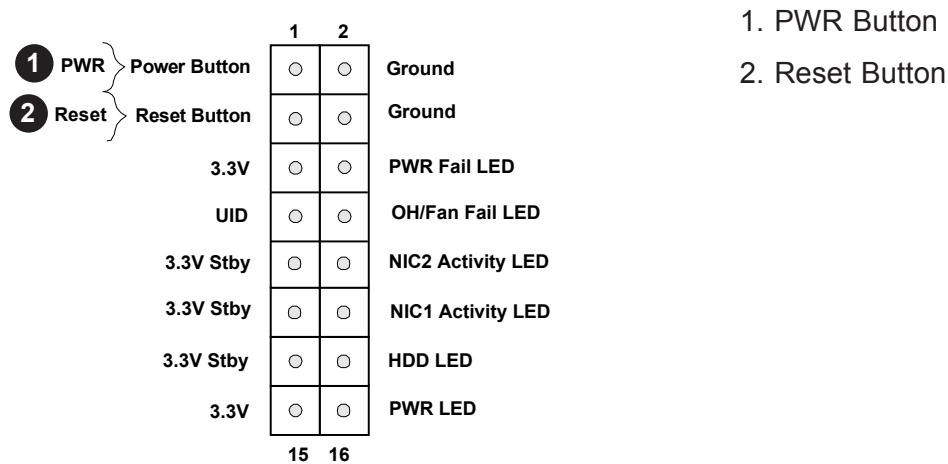 1 2
1 PWR Power Button Ground
2 Reset Reset Button Ground
3.3V PWR Fail LED
UID OH/Fan Fail LED
3.3V Stby NIC2 Activity LED
3.3V Stby NIC1 Activity LED
3.3V Stby HDD LED
3.3V PWR LED
15 16
1. PWR Button
2. Reset Button